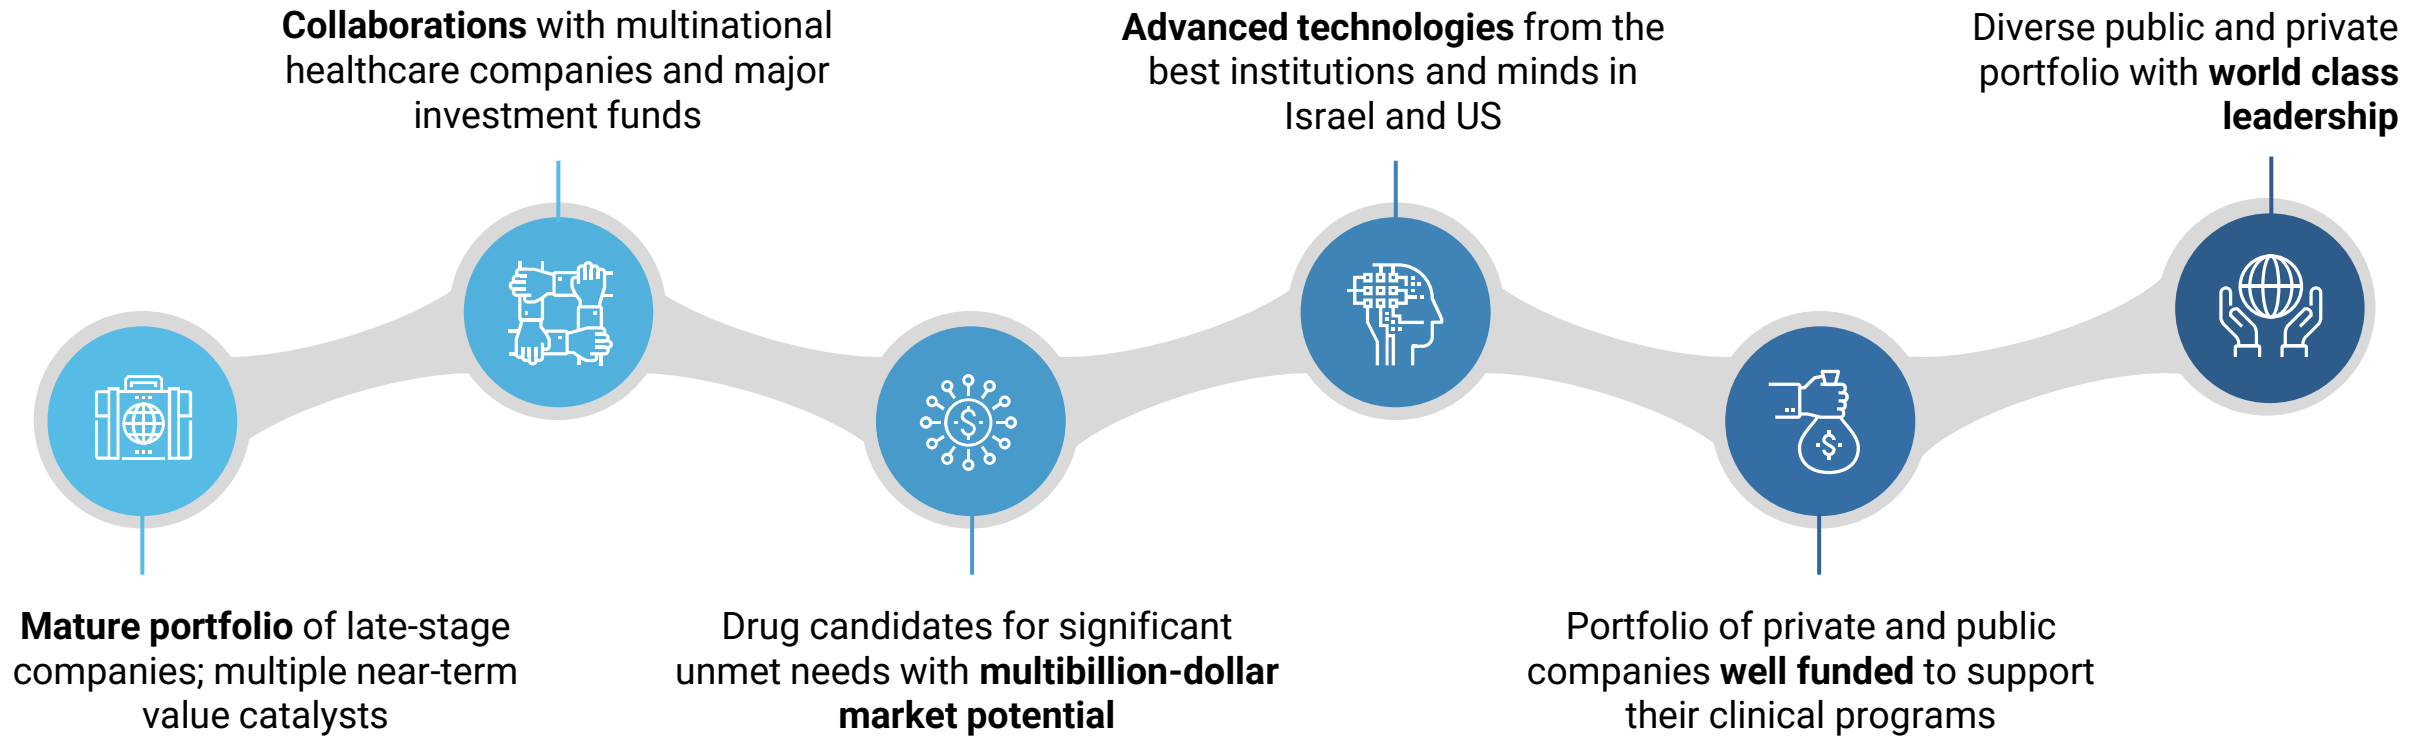 Collaborations with multinational
healthcare companies and major
investment funds
Advanced technologies from the
best institutions and minds in
Israel and US
Diverse public and private
portfolio with world class
leadership
$
$
Mature portfolio of late-stage
companies; multiple near-term
value catalysts
Drug candidates for significant
unmet needs with multibillion-dollar
market potential
Portfolio of private and public
companies well funded to support
their clinical programs